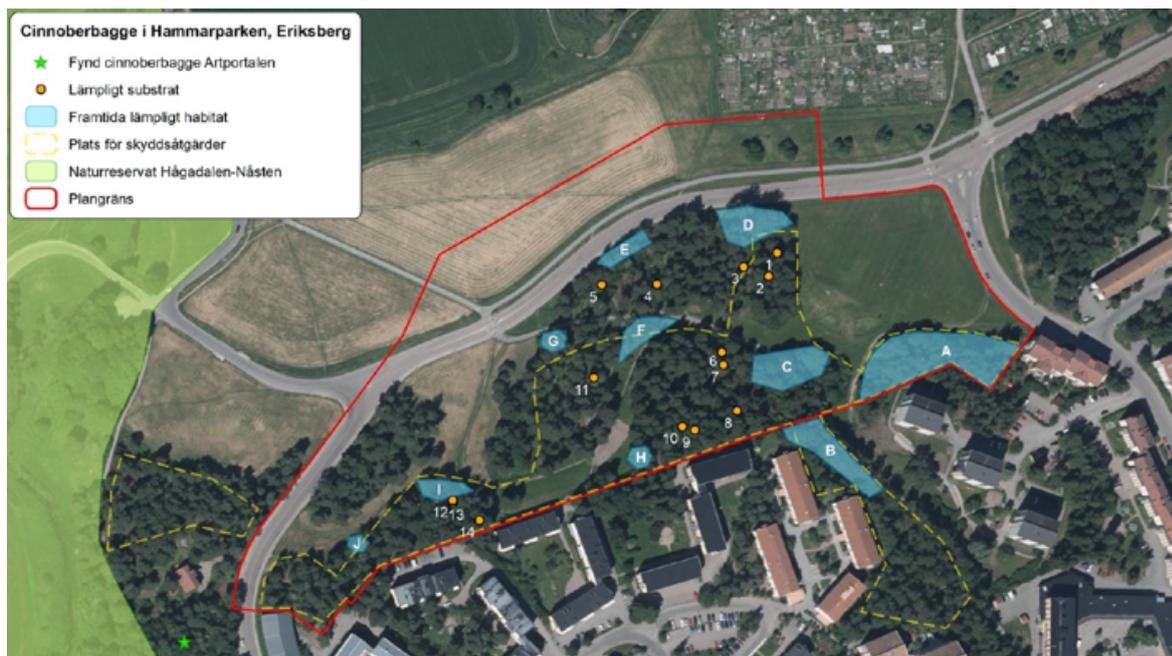 Cinnoberbagge i Hammarparken, Eriksberg
Fynd cinnoberbagge Artportalen
Lämpligt substrat
Framtida lämpligt habitat
Plats för skyddsåtgärder
Naturreservat Hågadalen-Nåsten
Plangräns
D
E
1
3
2
5
4
F
G
6
7
C
A
11
8
10
9
H
B
I
12
13
14
J